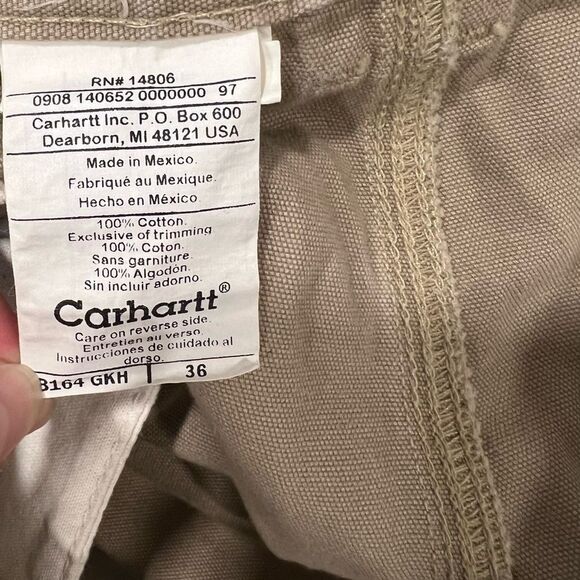 RN# 14806
0908 140652 0000000 97
Carhartt Inc. P.O. Box 600
Dearborn, MI 48121 USA
Made in Mexico.
Fabriqué au Mexique.
Hecho en México.
100% Cotton.
Exclusive of trimming
100% Coton.
Sans garniture.
100% Algodón.
Sin incluir adorno.
Carhartt®
Care on reverse side.
Entretien au verso.
Instrucciones de cuidado al
dorso.
B164 GKH | 36